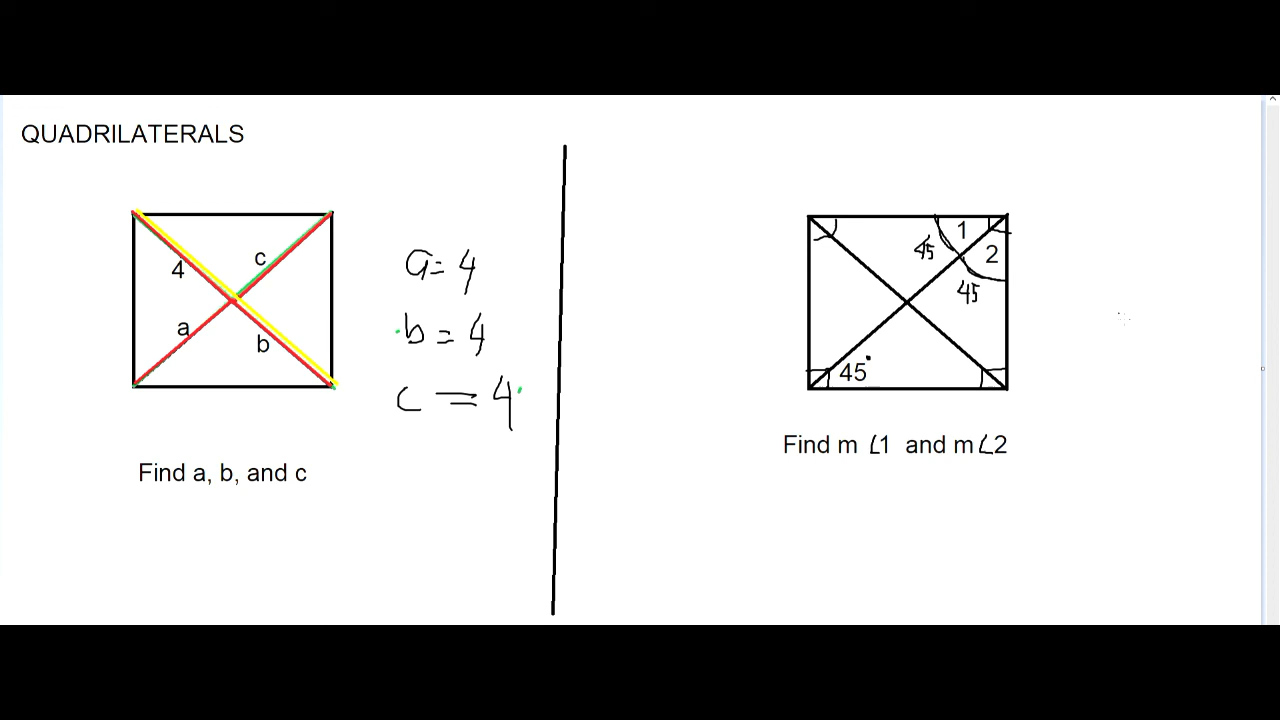 QUADRILATERALS
4
c
a
b
a = 4
b = 4
c = 4
Find a, b, and c
1
45
2
45
45°
Find m ∠1 and m∠2